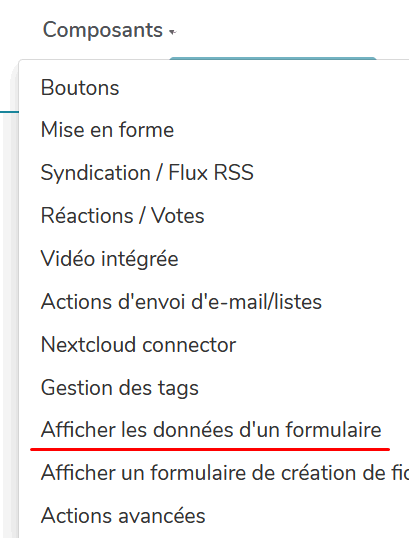 Composants
Boutons
Mise en forme
Syndication / Flux RSS
Réactions / Votes
Vidéo intégrée
Actions d'envoi d'e-mail/listes
Nextcloud connector
Gestion des tags
Afficher les données d'un formulaire
Afficher un formulaire de création de fic
Actions avancées